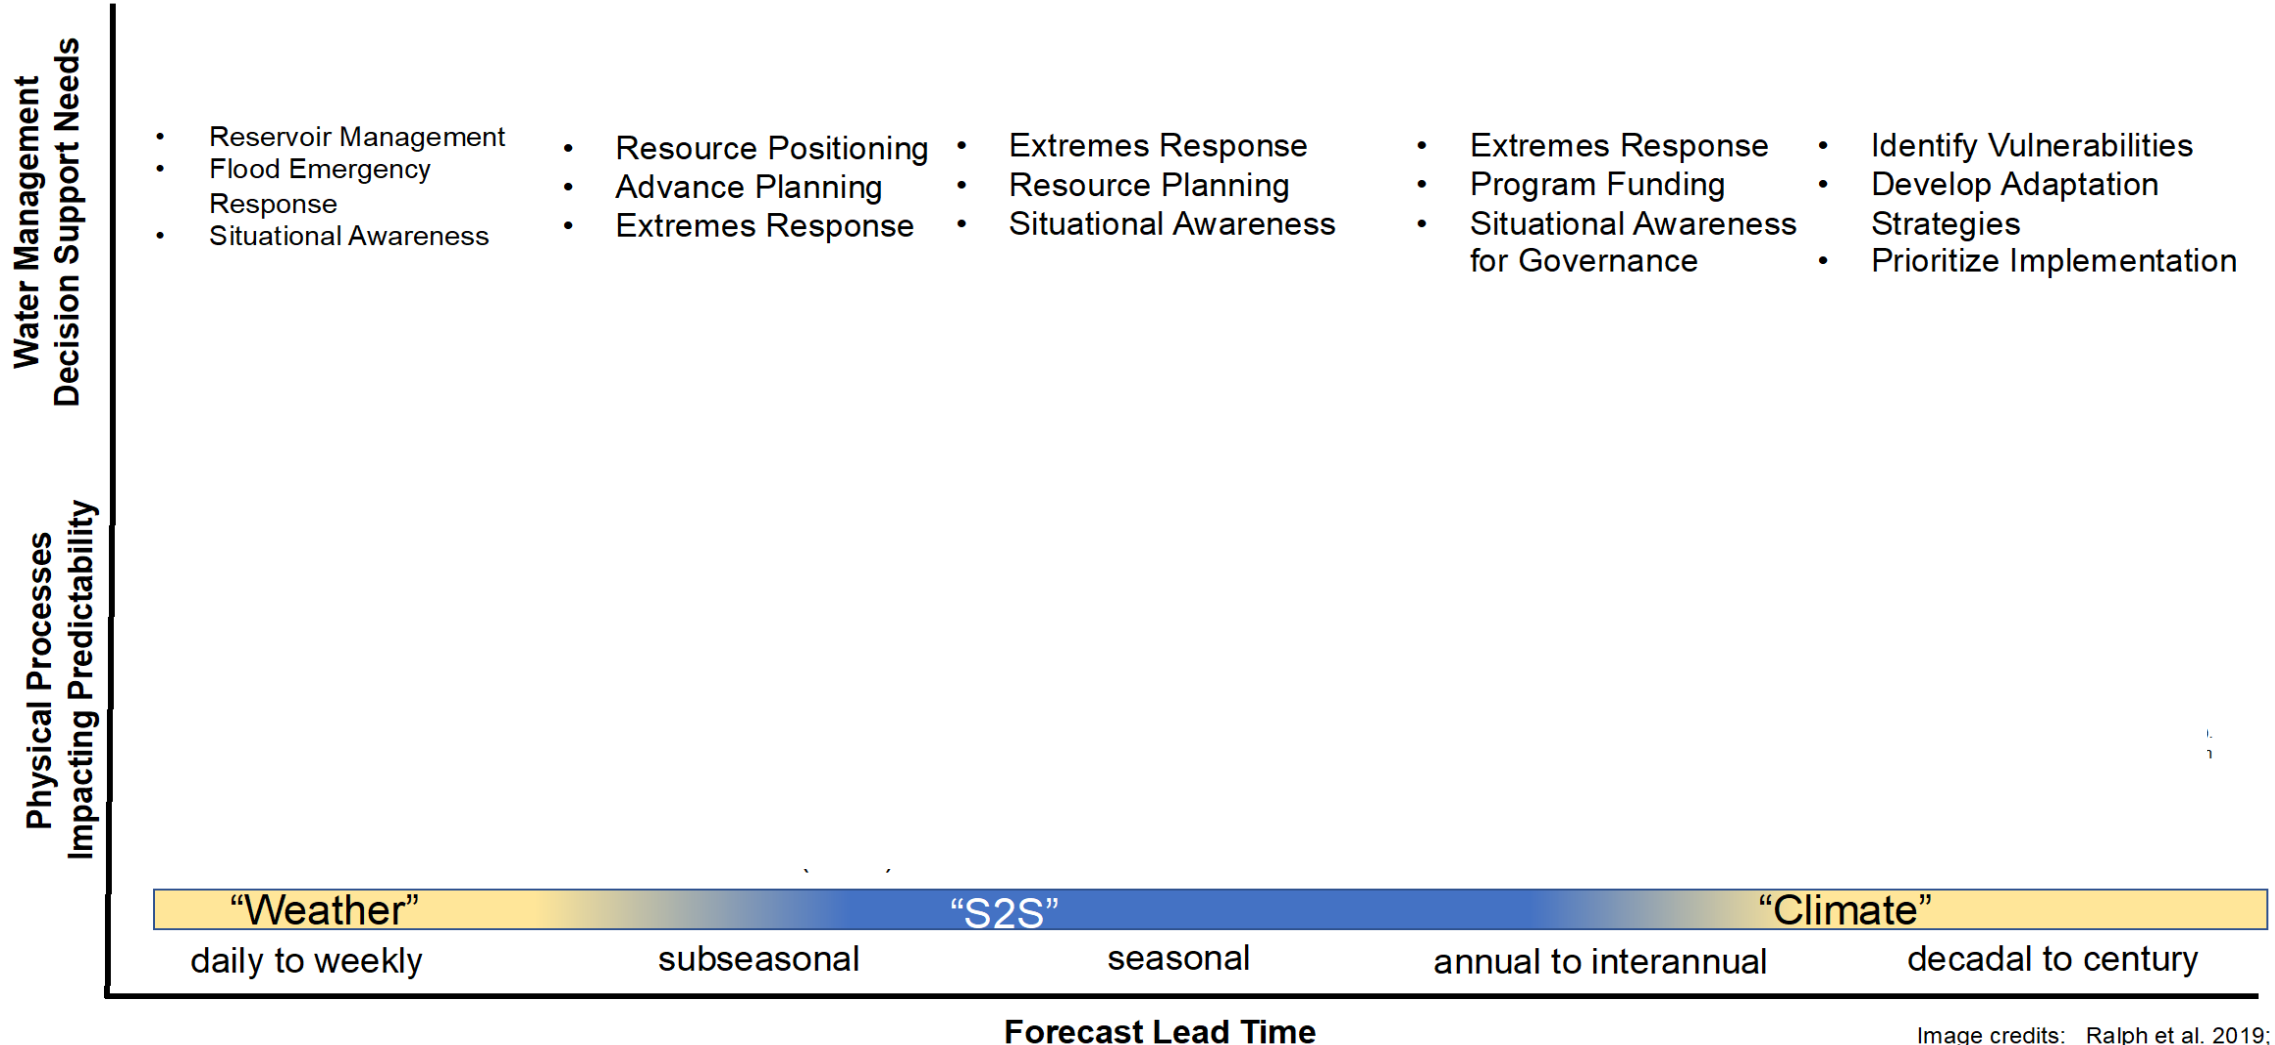 Water Management
Decision Support Needs
• Reservoir Management
• Flood Emergency
Response
• Situational Awareness
• Resource Positioning
• Advance Planning
• Extremes Response
• Extremes Response
• Resource Planning
• Situational Awareness
• Extremes Response
• Program Funding
• Situational Awareness
for Governance
• Identify Vulnerabilities
• Develop Adaptation
Strategies
• Prioritize Implementation
Physical Processes
Impacting Predictability
“Weather”
“S2S”
“Climate”
daily to weekly
subseasonal
seasonal
annual to interannual
decadal to century
Forecast Lead Time
Image credits: Ralph et al. 2019;